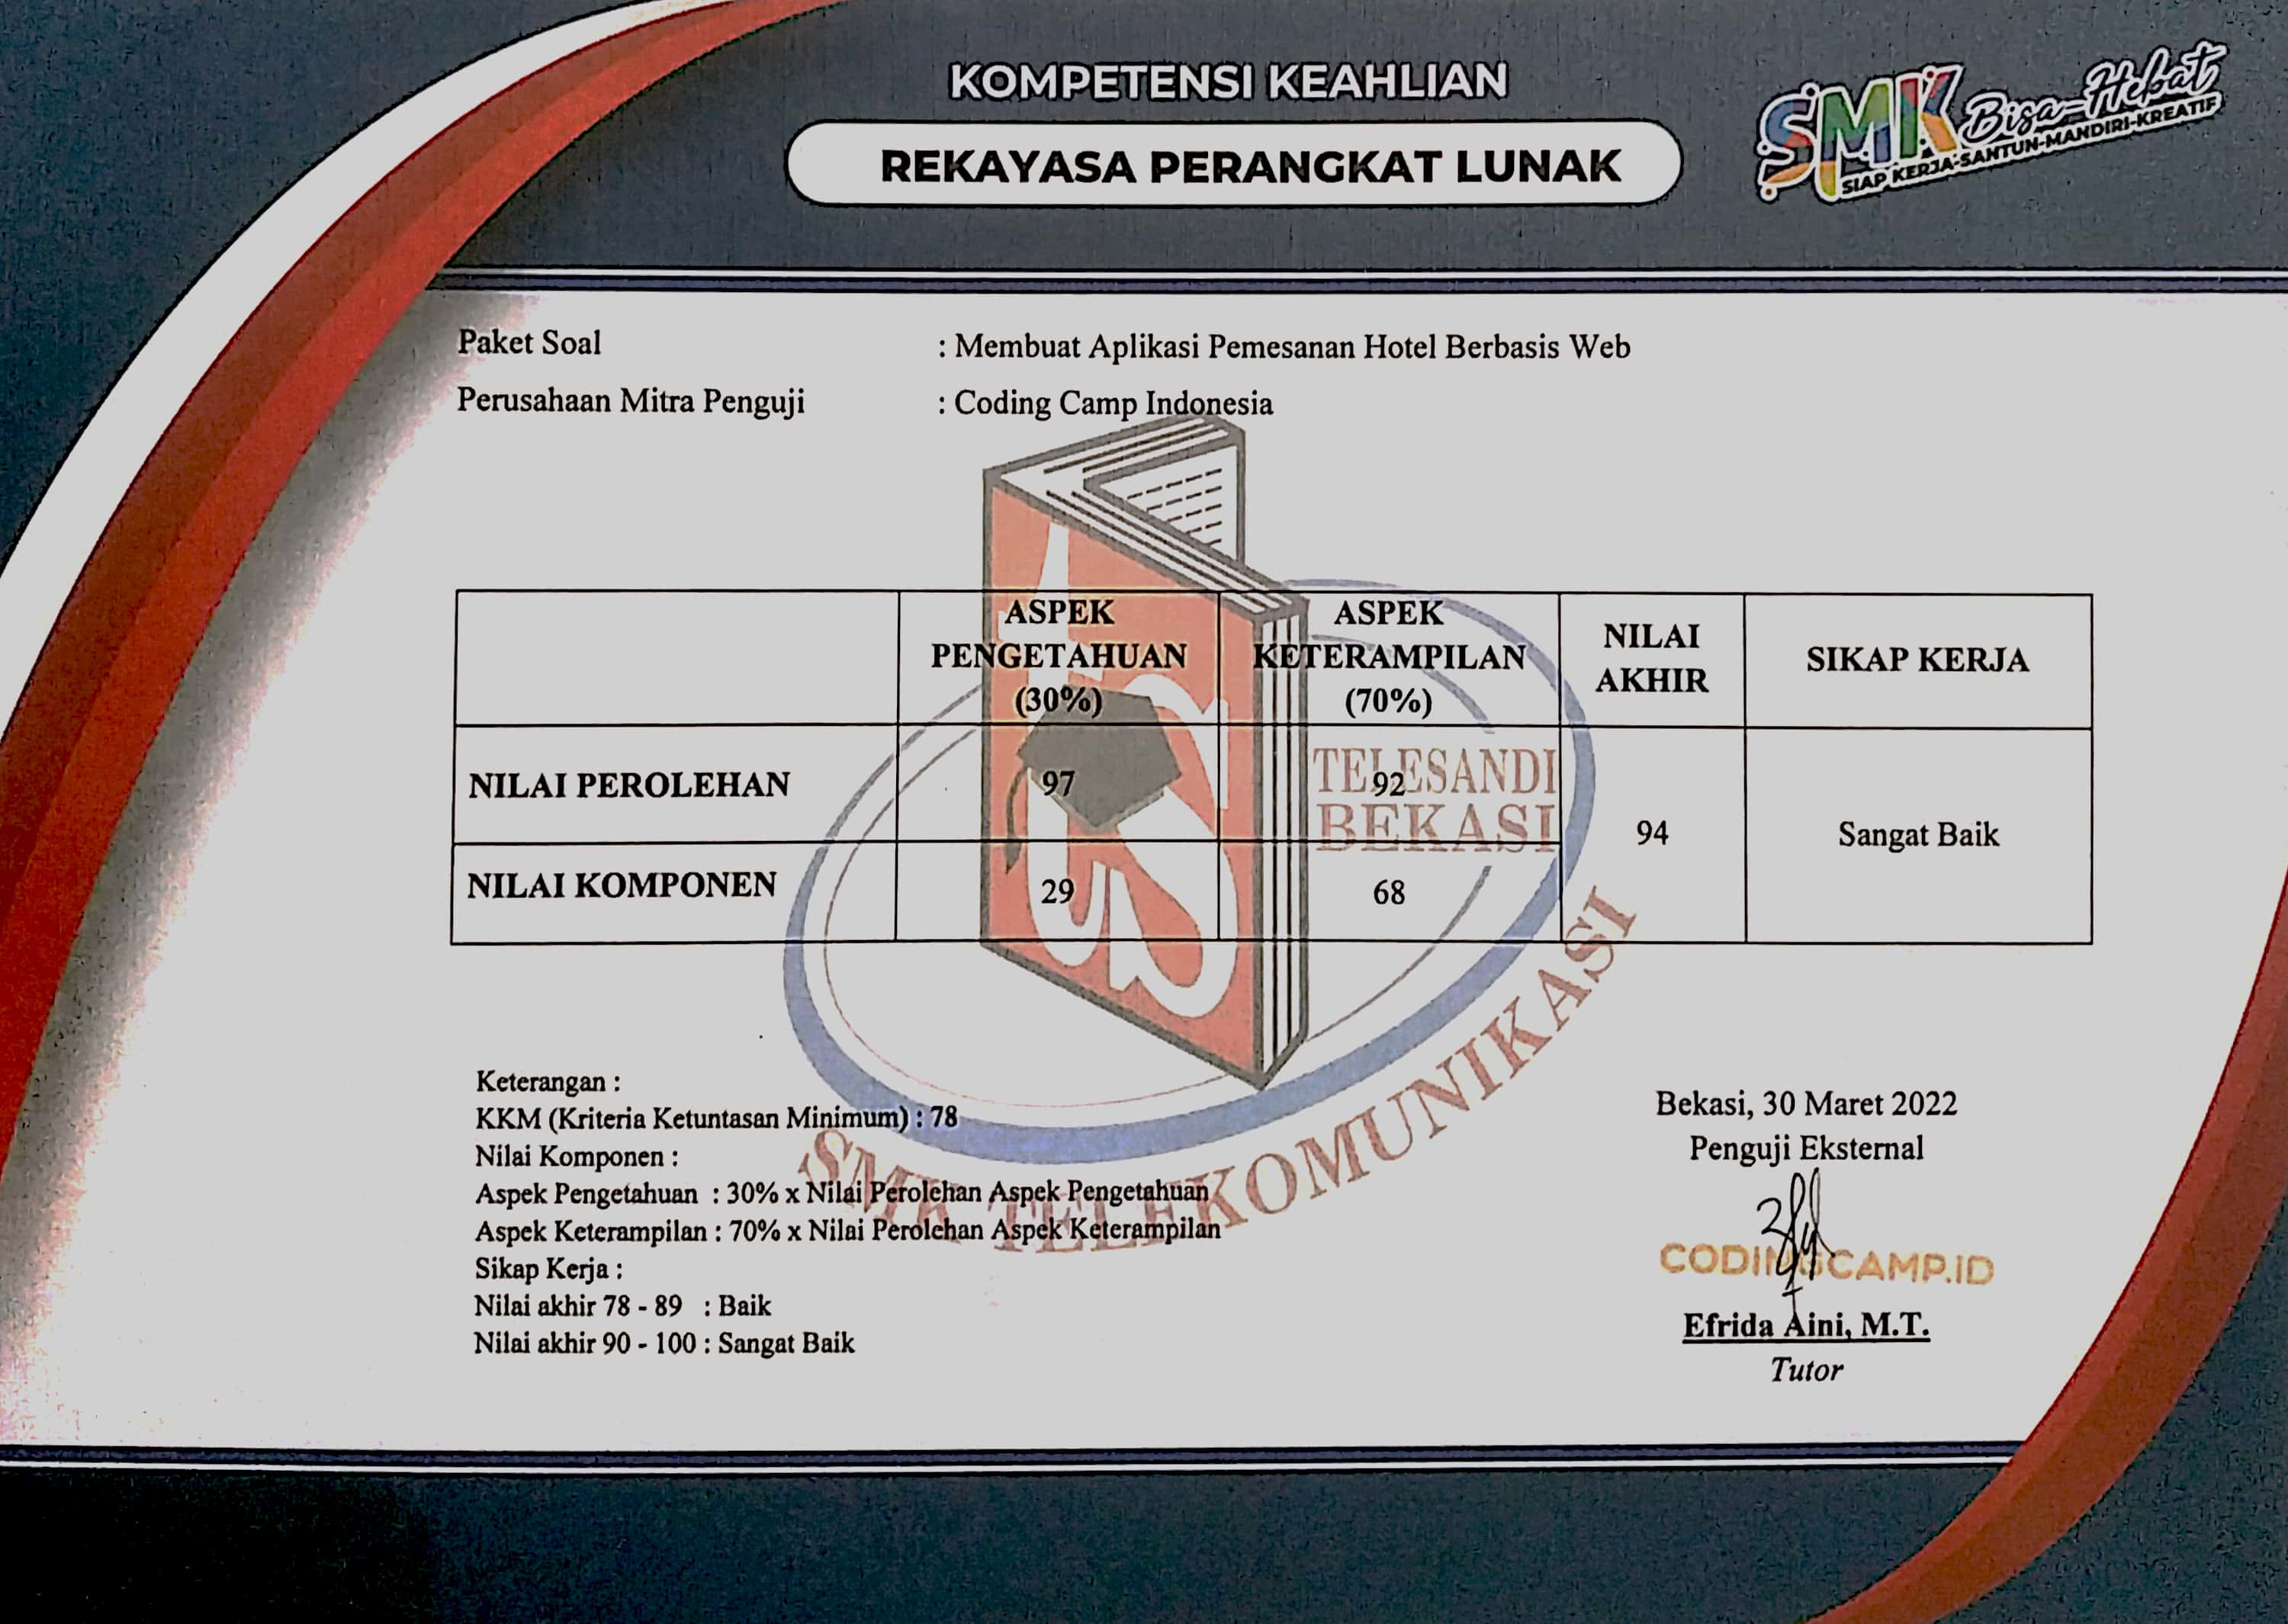 KOMPETENSI KEAHLIAN
REKAYASA PERANGKAT LUNAK
SMK Bisa-Hebat
SIAP KERJA-SANTUN-MANDIRI-KREATIF
Paket Soal : Membuat Aplikasi Pemesanan Hotel Berbasis Web
Perusahaan Mitra Penguji : Coding Camp Indonesia
ASPEK PENGETAHUAN (30%) ASPEK KETERAMPILAN (70%) NILAI AKHIR SIKAP KERJA
NILAI PEROLEHAN 97 92 94 Sangat Baik
NILAI KOMPONEN 29 68
TELESANDI
BEKASI
SMK TELEKOMUNIKASI
Keterangan :
KKM (Kriteria Ketuntasan Minimum) : 78
Nilai Komponen :
Aspek Pengetahuan : 30% x Nilai Perolehan Aspek Pengetahuan
Aspek Keterampilan : 70% x Nilai Perolehan Aspek Keterampilan
Sikap Kerja :
Nilai akhir 78 - 89 : Baik
Nilai akhir 90 - 100 : Sangat Baik
Bekasi, 30 Maret 2022
Penguji Eksternal
CODINGCAMP.ID
Efrida Aini, M.T.
Tutor